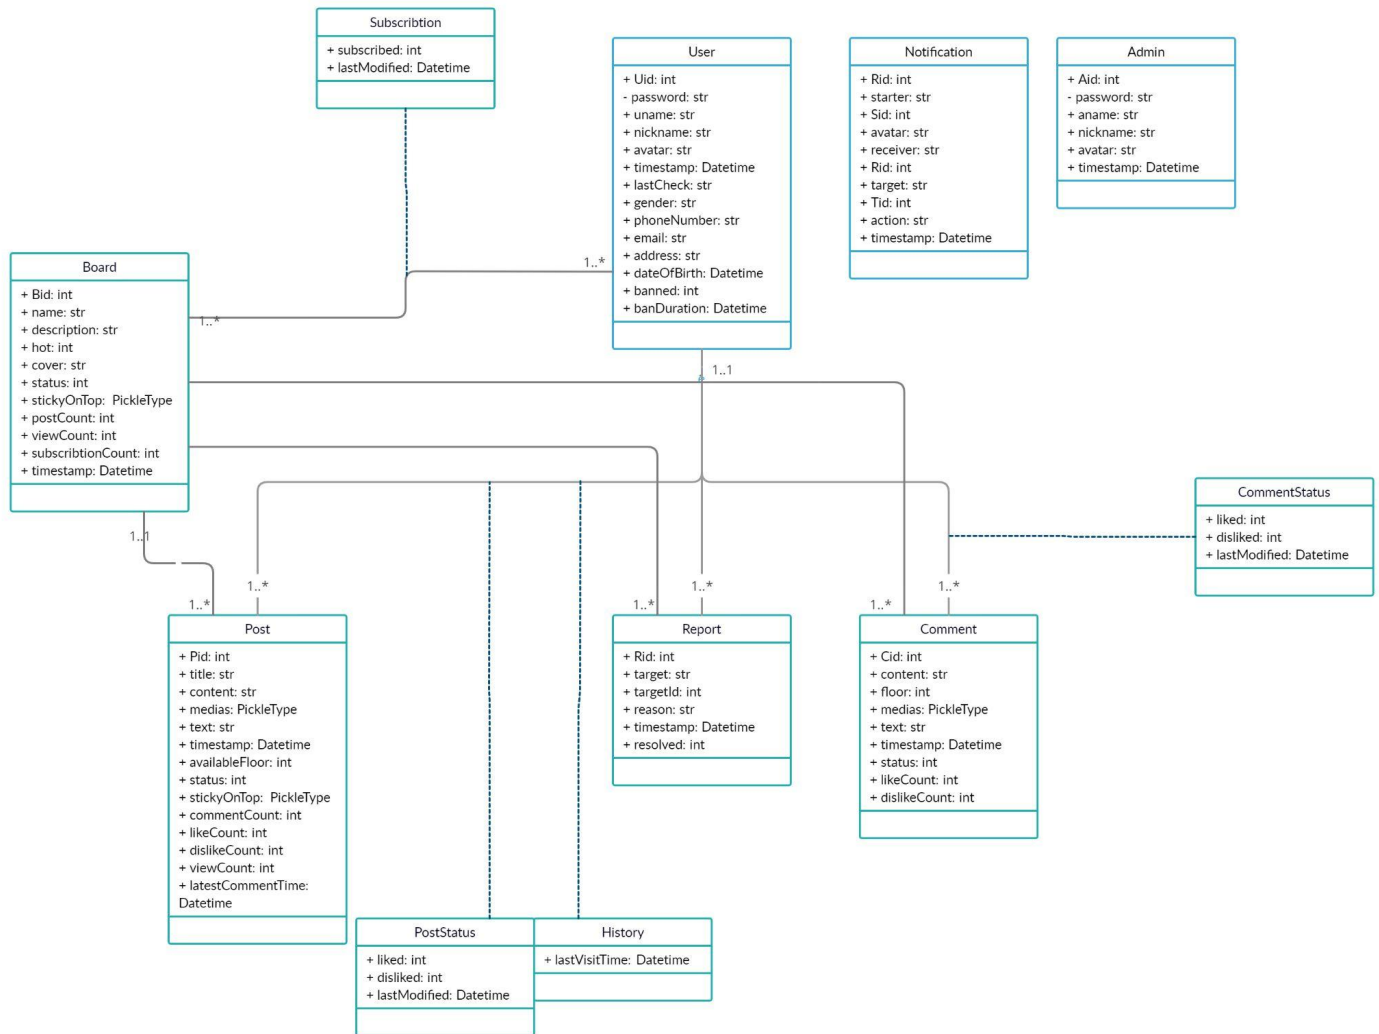 Subscribtion
+ subscribed: int
+ lastModified: Datetime
User
+ Uid: int
- password: str
+ uname: str
+ nickname: str
+ avatar: str
+ timestamp: Datetime
+ lastCheck: str
+ gender: str
+ phoneNumber: str
+ email: str
+ address: str
+ dateOfBirth: Datetime
+ banned: int
+ banDuration: Datetime
Notification
+ Rid: int
+ starter: str
+ Sid: int
+ avatar: str
+ receiver: str
+ Rid: int
+ target: str
+ Tid: int
+ action: str
+ timestamp: Datetime
Admin
+ Aid: int
- password: str
+ aname: str
+ nickname: str
+ avatar: str
+ timestamp: Datetime
Board
+ Bid: int
+ name: str
+ description: str
+ hot: int
+ cover: str
+ status: int
+ stickyOnTop: PickleType
+ postCount: int
+ viewCount: int
+ subscribtionCount: int
+ timestamp: Datetime
1..*
1..*
1..1
1..1
1..*
1..*
1..*
1..*
1..*
1..*
CommentStatus
+ liked: int
+ disliked: int
+ lastModified: Datetime
Post
+ Pid: int
+ title: str
+ content: str
+ medias: PickleType
+ text: str
+ timestamp: Datetime
+ availableFloor: int
+ status: int
+ stickyOnTop: PickleType
+ commentCount: int
+ likeCount: int
+ dislikeCount: int
+ viewCount: int
+ latestCommentTime:
Datetime
Report
+ Rid: int
+ target: str
+ targetId: int
+ reason: str
+ timestamp: Datetime
+ resolved: int
Comment
+ Cid: int
+ content: str
+ floor: int
+ medias: PickleType
+ text: str
+ timestamp: Datetime
+ status: int
+ likeCount: int
+ dislikeCount: int
PostStatus
+ liked: int
+ disliked: int
+ lastModified: Datetime
History
+ lastVisitTime: Datetime